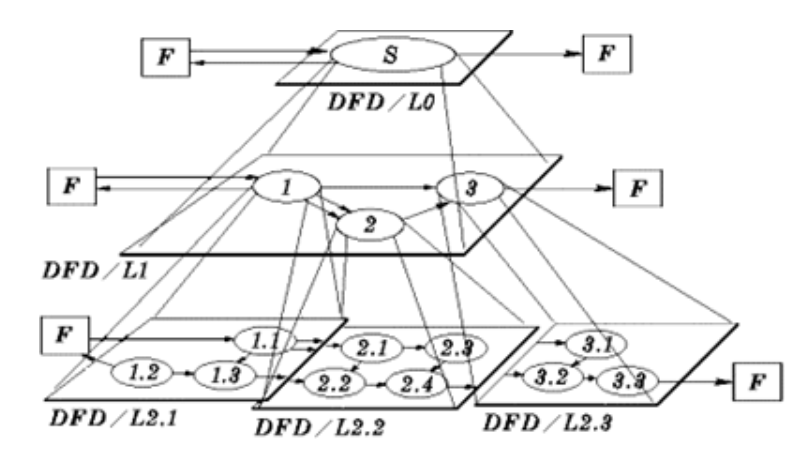 F S F
DFD/L0
F 1 3 F
2
DFD/L1
F 1.1 2.1 2.3 3.1
1.2 1.3 2.2 2.4 3.2 3.3 F
DFD/L2.1 DFD/L2.2 DFD/L2.3